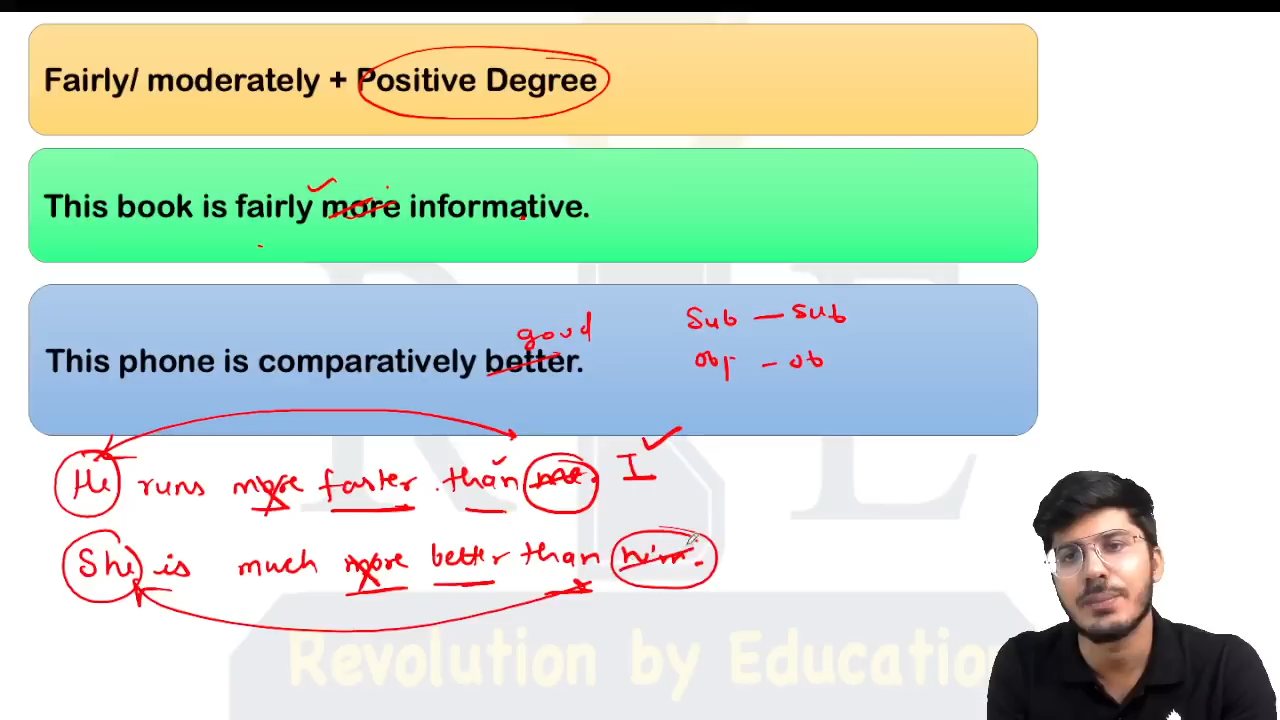 Fairly/ moderately + Positive Degree
This book is fairly more informative.
good
This phone is comparatively better.
Sub - sub
Obj - ob
He runs more faster than me. I
She is much more better than him.
R E
Revolution by Education